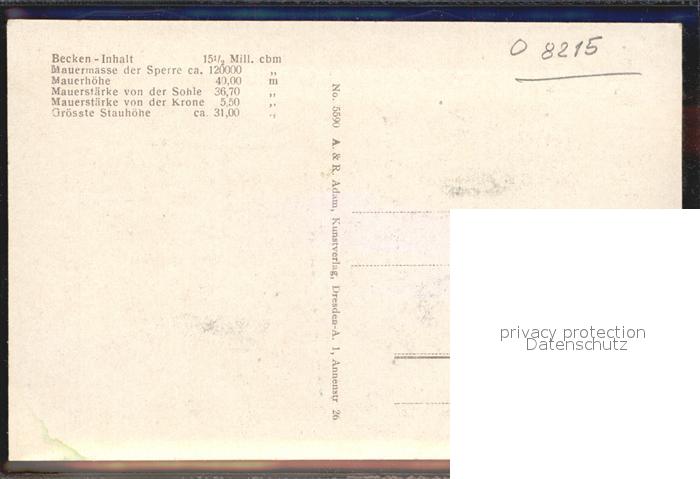 Becken - Inhalt 15 1/2 Mill. cbm
Mauermasse der Sperre ca. 120000 „
Mauerhöhe 40,00 m
Mauerstärke von der Sohle 36,70 „
Mauerstärke von der Krone 5,50 „
Grösste Stauhöhe ca. 31,00 „
No. 5590 A. & R. Adam, Kunstverlag, Dresden-A. 1, Annenstr 26
O 8215
privacy protection
Datenschutz